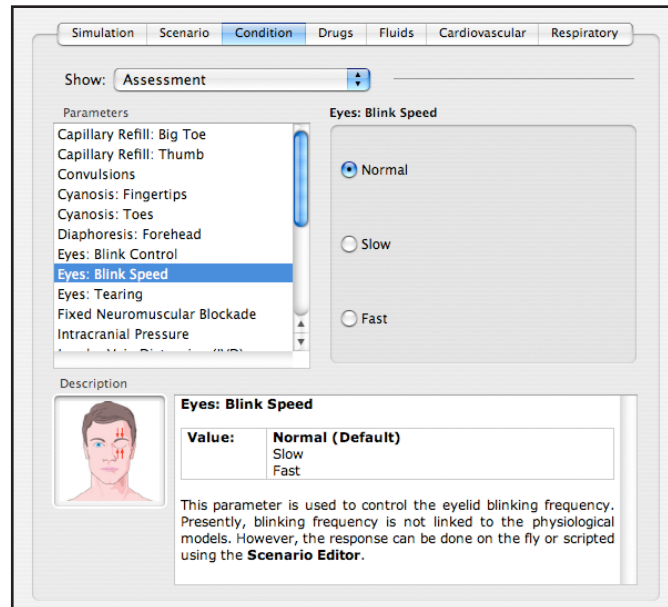 Simulation Scenario Condition Drugs Fluids Cardiovascular Respiratory
Show: Assessment
Parameters
Capillary Refill: Big Toe
Capillary Refill: Thumb
Convulsions
Cyanosis: Fingertips
Cyanosis: Toes
Diaphoresis: Forehead
Eyes: Blink Control
Eyes: Blink Speed
Eyes: Tearing
Fixed Neuromuscular Blockade
Intracranial Pressure
Eyes: Blink Speed
Normal
Slow
Fast
Description
Eyes: Blink Speed
Value: Normal (Default)
Slow
Fast
This parameter is used to control the eyelid blinking frequency.
Presently, blinking frequency is not linked to the physiological
models. However, the response can be done on the fly or scripted
using the Scenario Editor.